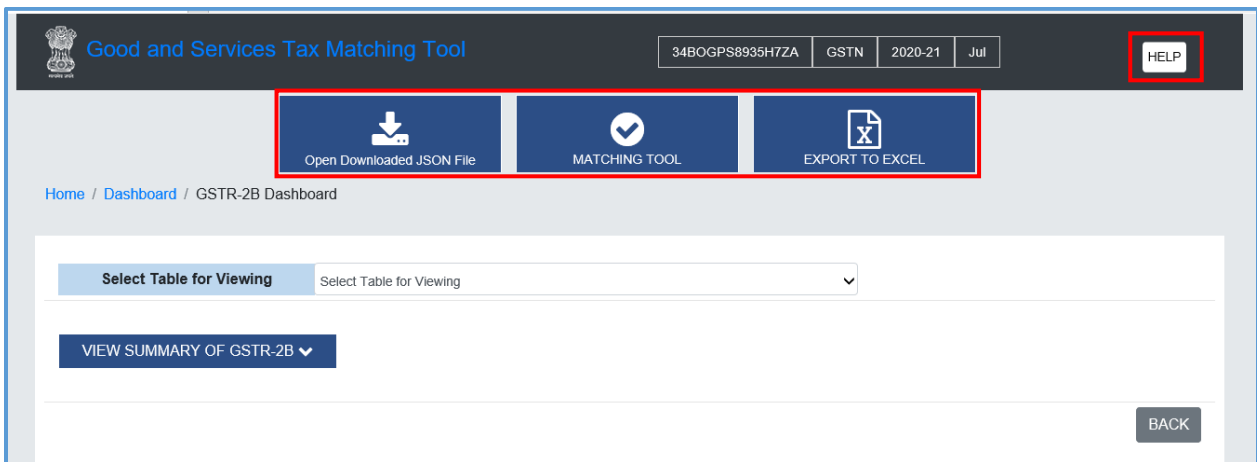 Good and Services Tax Matching Tool
34BOGPS8935H7ZA GSTN 2020-21 Jul
HELP
Open Downloaded JSON File
MATCHING TOOL
EXPORT TO EXCEL
Home / Dashboard / GSTR-2B Dashboard
Select Table for Viewing
Select Table for Viewing
VIEW SUMMARY OF GSTR-2B
BACK